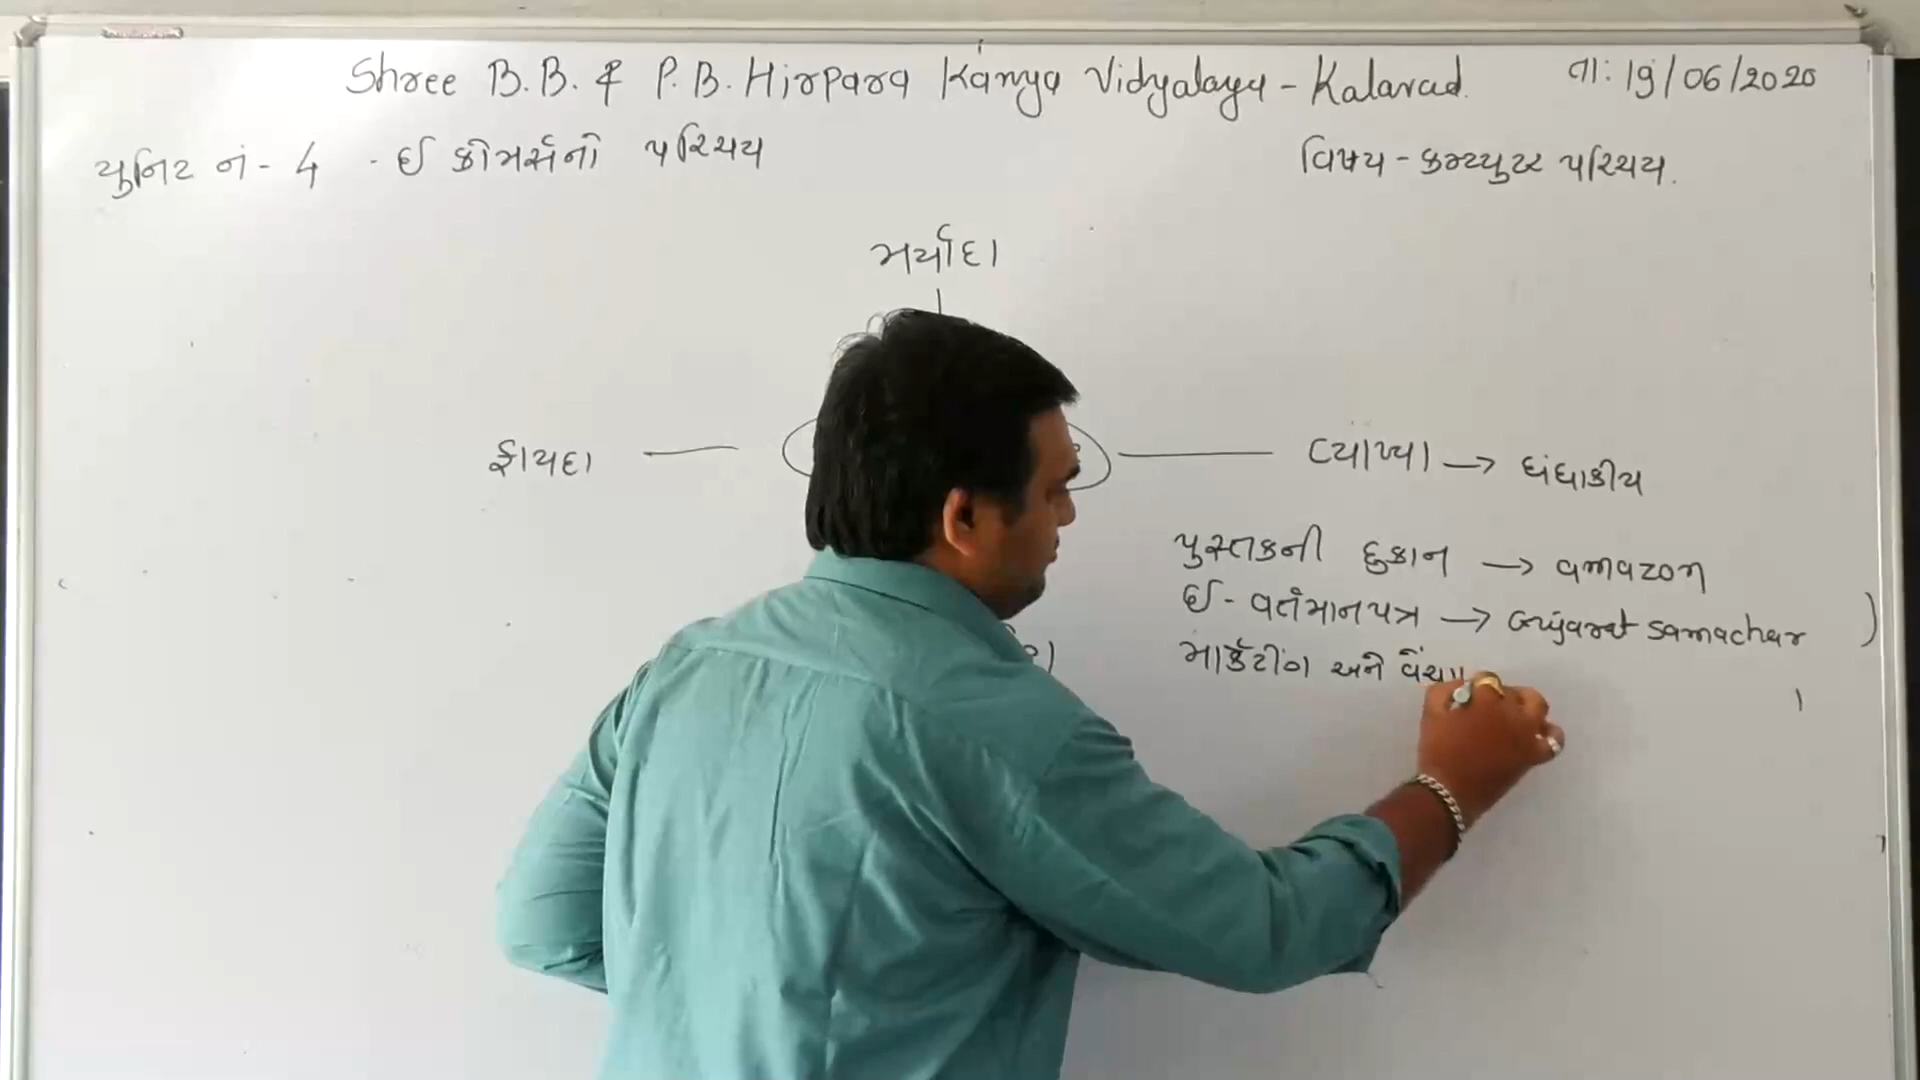 Shree B.B. & P.B. Hirpara Kanya Vidyalaya - Kalavad. તા: 19/06/2020
યુનિટ નં - 4 - ઈ કોમર્સનો પરિચય વિષય - કમ્પ્યુટર પરિચય.
મર્યાદા
ફાયદા
વ્યાખ્યા → ધંધાકીય
પુસ્તકની દુકાન → amazon
ઈ - વર્તમાનપત્ર → Gujarat samachar
માર્કેટીંગ અને